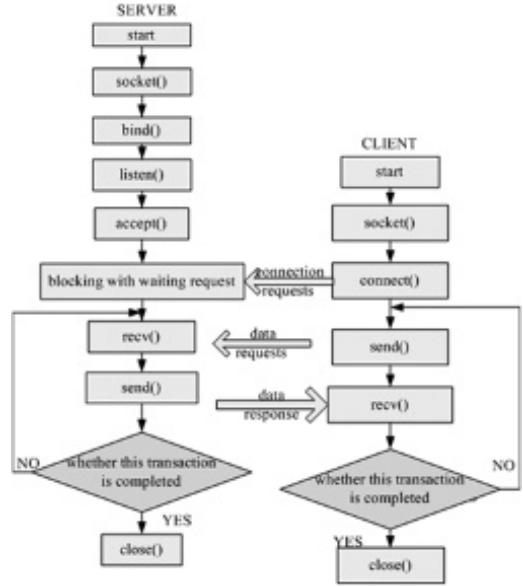 SERVER
start
socket()
bind()
listen()
accept()
blocking with waiting request
recv()
send()
whether this transaction
is completed
NO
YES
close()
connection
requests
data
requests
data
response
CLIENT
start
socket()
connect()
send()
recv()
whether this transaction
is completed
NO
YES
close()